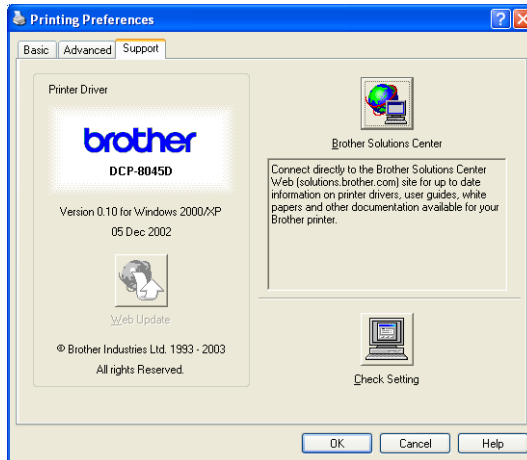 Printing Preferences
Basic
Advanced
Support
Printer Driver
brother
DCP-8045D
Version 0.10 for Windows 2000/XP
05 Dec 2002
Web Update
© Brother Industries Ltd. 1993 - 2003
All rights Reserved.
Brother Solutions Center
Connect directly to the Brother Solutions Center
Web (solutions.brother.com) site for up to date
information on printer drivers, user guides, white
papers and other documentation available for your
Brother printer.
Check Setting
OK
Cancel
Help